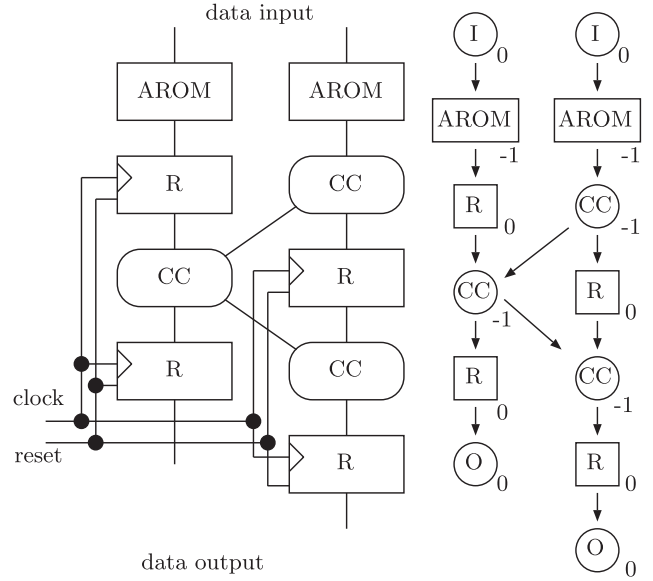 data input
I
0
I
0
AROM
AROM
AROM
-1
AROM
-1
R
CC
R
0
CC
-1
CC
R
CC
-1
R
0
R
CC
R
0
CC
-1
clock
reset
R
O
0
R
0
data output
O
0